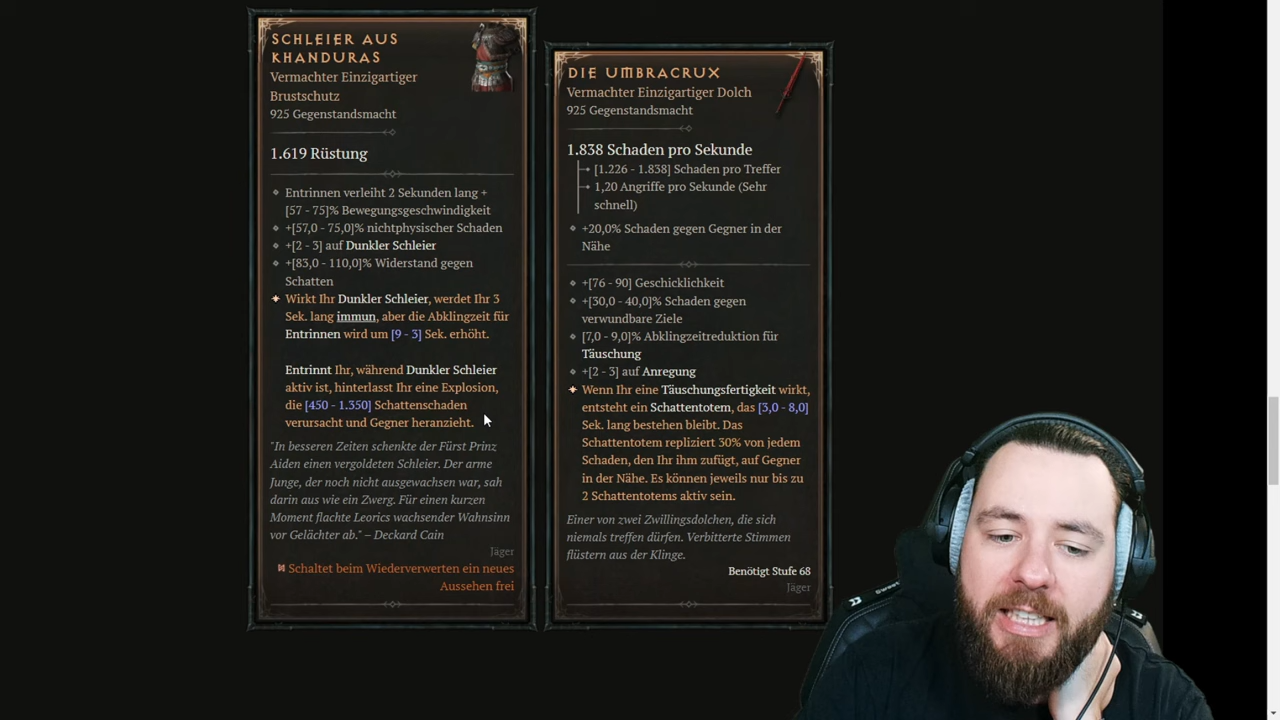 SCHLEIER AUS
KHANDURAS
Vermachter Einzigartiger
Brustschutz
925 Gegenstandsmacht
1.619 Rüstung
Entrinnen verleiht 2 Sekunden lang +
[57 - 75]% Bewegungsgeschwindigkeit
+[57,0 - 75,0]% nichtphysischer Schaden
+[2 - 3] auf Dunkler Schleier
+[83,0 - 110,0]% Widerstand gegen
Schatten
Wirkt Ihr Dunkler Schleier, werdet Ihr 3
Sek. lang immun, aber die Abklingzeit für
Entrinnen wird um [9 - 3] Sek. erhöht.
Entrinnt Ihr, während Dunkler Schleier
aktiv ist, hinterlasst Ihr eine Explosion,
die [450 - 1.350] Schattenschaden
verursacht und Gegner heranzieht.
"In besseren Zeiten schenkte der Fürst Prinz
Aiden einen vergoldeten Schleier. Der arme
Junge, der noch nicht ausgewachsen war, sah
darin aus wie ein Zwerg. Für einen kurzen
Moment flachte Leorics wachsender Wahnsinn
vor Gelächter ab." – Deckard Cain
Jäger
Schaltet beim Wiederverwerten ein neues
Aussehen frei
DIE UMBRACRUX
Vermachter Einzigartiger Dolch
925 Gegenstandsmacht
1.838 Schaden pro Sekunde
[1.226 - 1.838] Schaden pro Treffer
1,20 Angriffe pro Sekunde (Sehr
schnell)
+20,0% Schaden gegen Gegner in der
Nähe
+[76 - 90] Geschicklichkeit
+[30,0 - 40,0]% Schaden gegen
verwundbare Ziele
[7,0 - 9,0]% Abklingzeitreduktion für
Täuschung
+[2 - 3] auf Anregung
Wenn Ihr eine Täuschungsfertigkeit wirkt,
entsteht ein Schattentotem, das [3,0 - 8,0]
Sek. lang bestehen bleibt. Das
Schattentotem repliziert 30% von jedem
Schaden, den Ihr ihm zufügt, auf Gegner
in der Nähe. Es können jeweils nur bis zu
2 Schattentotems aktiv sein.
Einer von zwei Zwillingsdolchen, die sich
niemals treffen dürfen. Verbitterte Stimmen
flüstern aus der Klinge.
Benötigt Stufe 68
Jäger